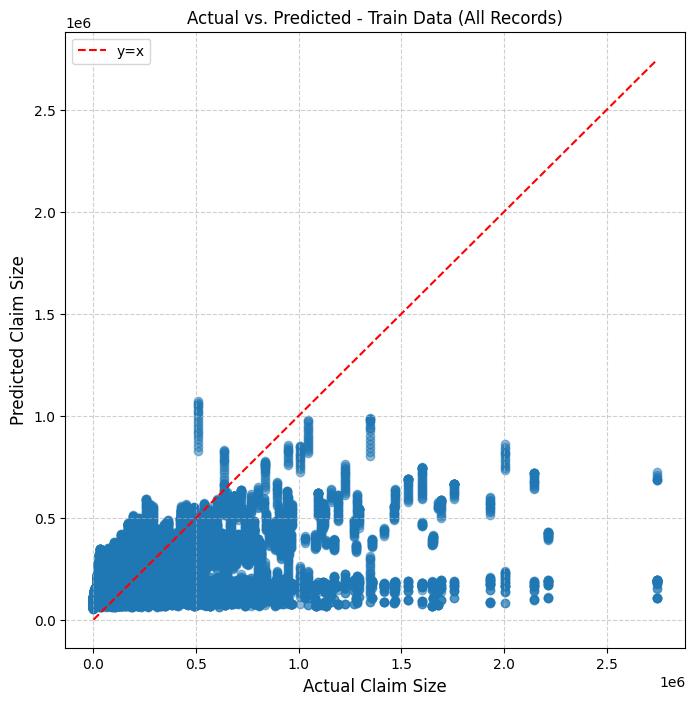 Actual vs. Predicted - Train Data (All Records)
1e6
y=x
Predicted Claim Size
2.5
2.0
1.5
1.0
0.5
0.0
0.0 0.5 1.0 1.5 2.0 2.5
1e6
Actual Claim Size